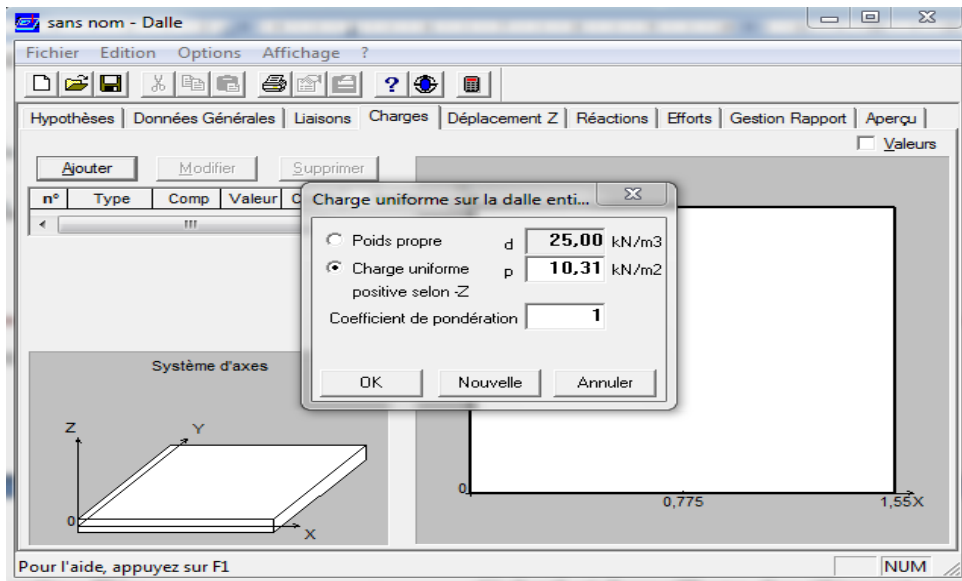 sans nom - Dalle
Fichier Edition Options Affichage ?
Hypothèses Données Générales Liaisons Charges Déplacement Z Réactions Efforts Gestion Rapport Aperçu
Valeurs
Ajouter Modifier Supprimer
n° Type Comp Valeur C
Charge uniforme sur la dalle enti...
Poids propre d 25,00 kN/m3
Charge uniforme p 10,31 kN/m2
positive selon -Z
Coefficient de pondération 1
OK Nouvelle Annuler
Système d'axes
Z Y
0 X
0 0,775 1,55X
Pour l'aide, appuyez sur F1 NUM